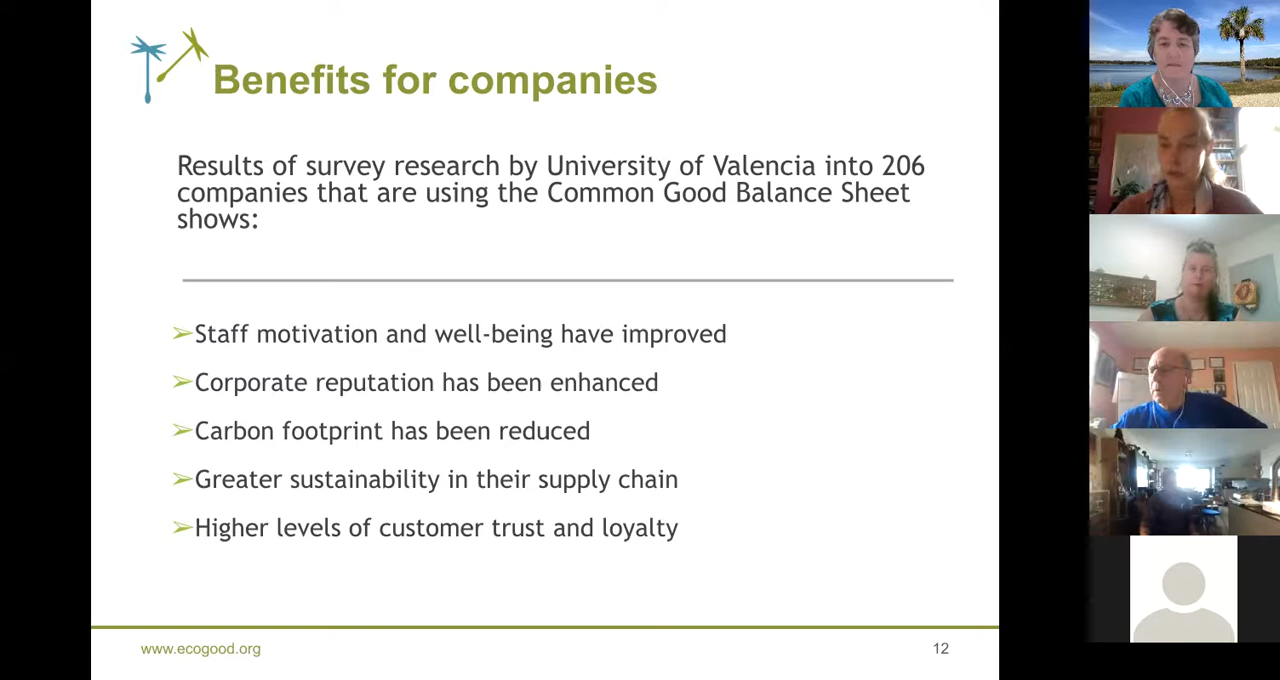 Benefits for companies
Results of survey research by University of Valencia into 206
companies that are using the Common Good Balance Sheet
shows:
➢Staff motivation and well-being have improved
➢Corporate reputation has been enhanced
➢Carbon footprint has been reduced
➢Greater sustainability in their supply chain
➢Higher levels of customer trust and loyalty
www.ecogood.org
12